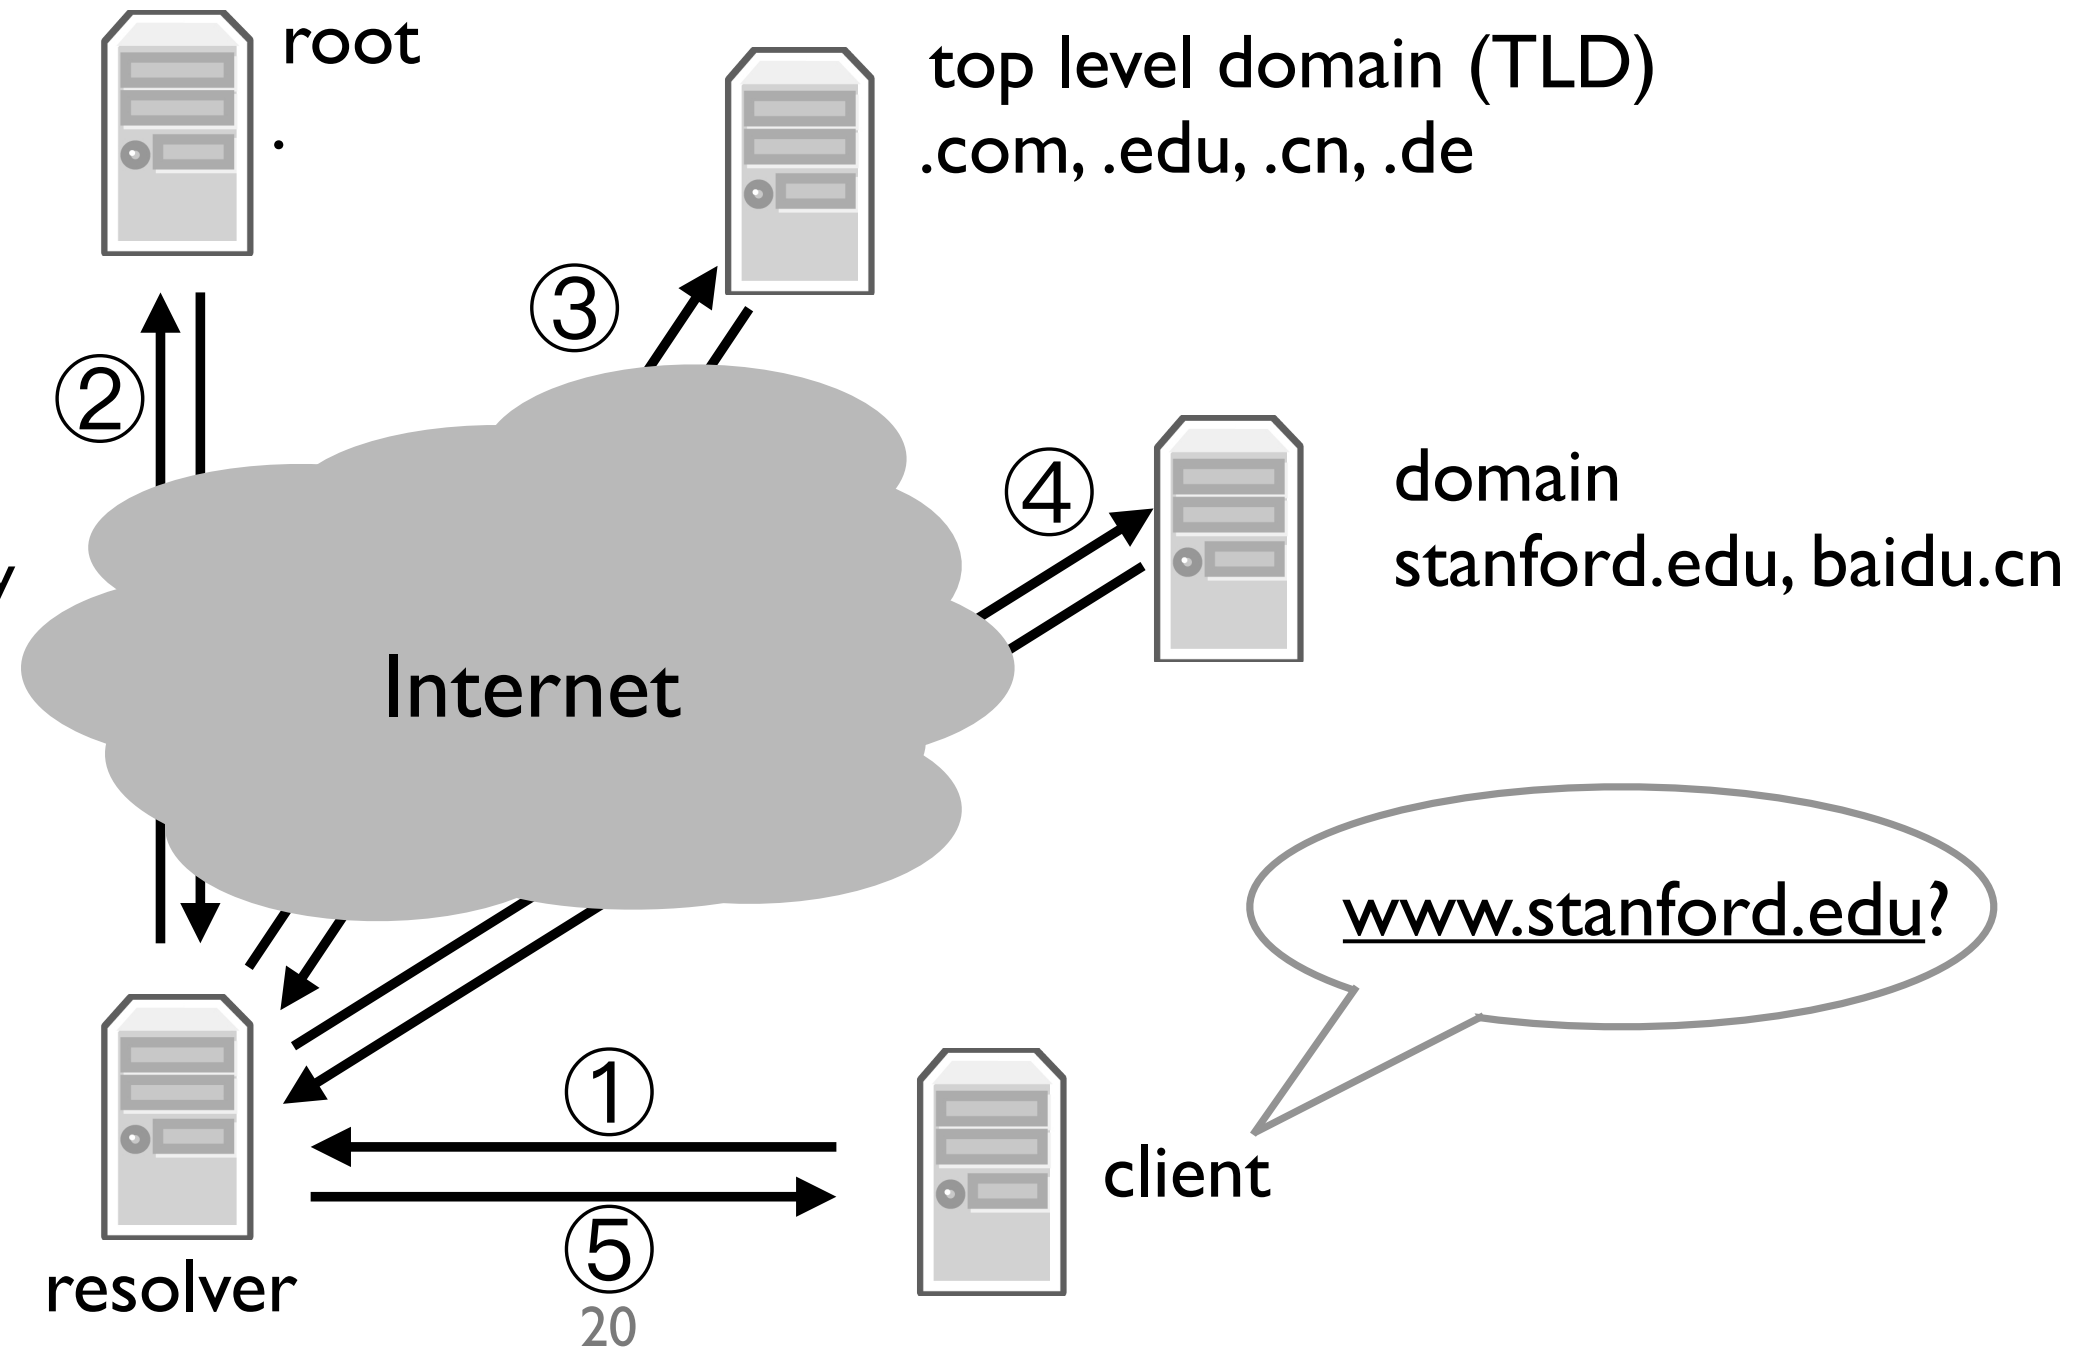 root
.
top level domain (TLD)
.com, .edu, .cn, .de
③
②
④
domain
stanford.edu, baidu.cn
Internet
www.stanford.edu?
①
client
⑤
resolver
20